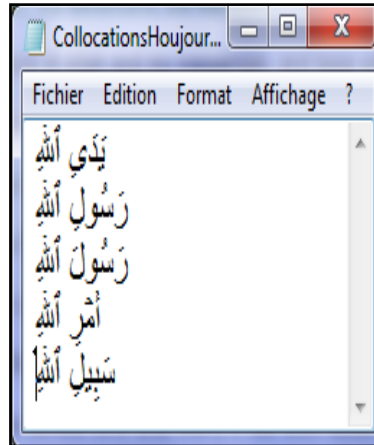 CollocationsHoujour...
Fichier Edition Format Affichage ?
يَدَيِ ٱللَّهِ
رَسُولِ ٱللَّهِ
رَسُولَ ٱللَّهِ
أَمْرِ ٱللَّهِ
سَبِيلِ ٱللَّهِ